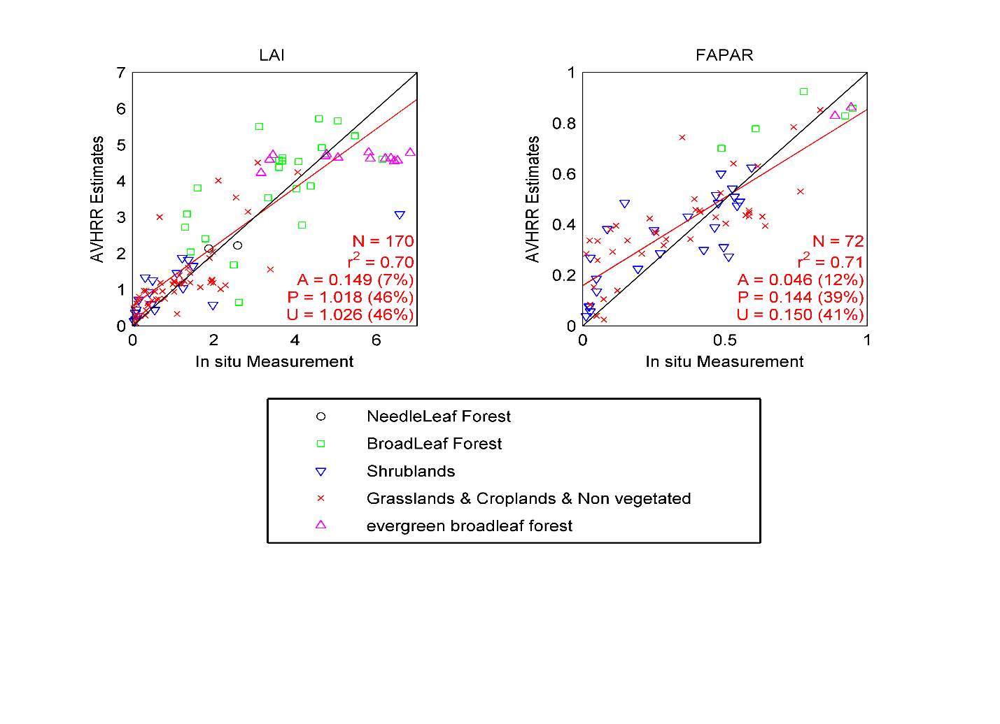 LAI
7
6
5
4
3
2
1
0
AVHRR Estimates
N = 170
r² = 0.70
A = 0.149 (7%)
P = 1.018 (46%)
U = 1.026 (46%)
0 2 4 6
In situ Measurement
FAPAR
1
0.8
0.6
0.4
0.2
0
AVHRR Estimates
N = 72
r² = 0.71
A = 0.046 (12%)
P = 0.144 (39%)
U = 0.150 (41%)
0 0.5 1
In situ Measurement
NeedleLeaf Forest
BroadLeaf Forest
Shrublands
Grasslands & Croplands & Non vegetated
evergreen broadleaf forest